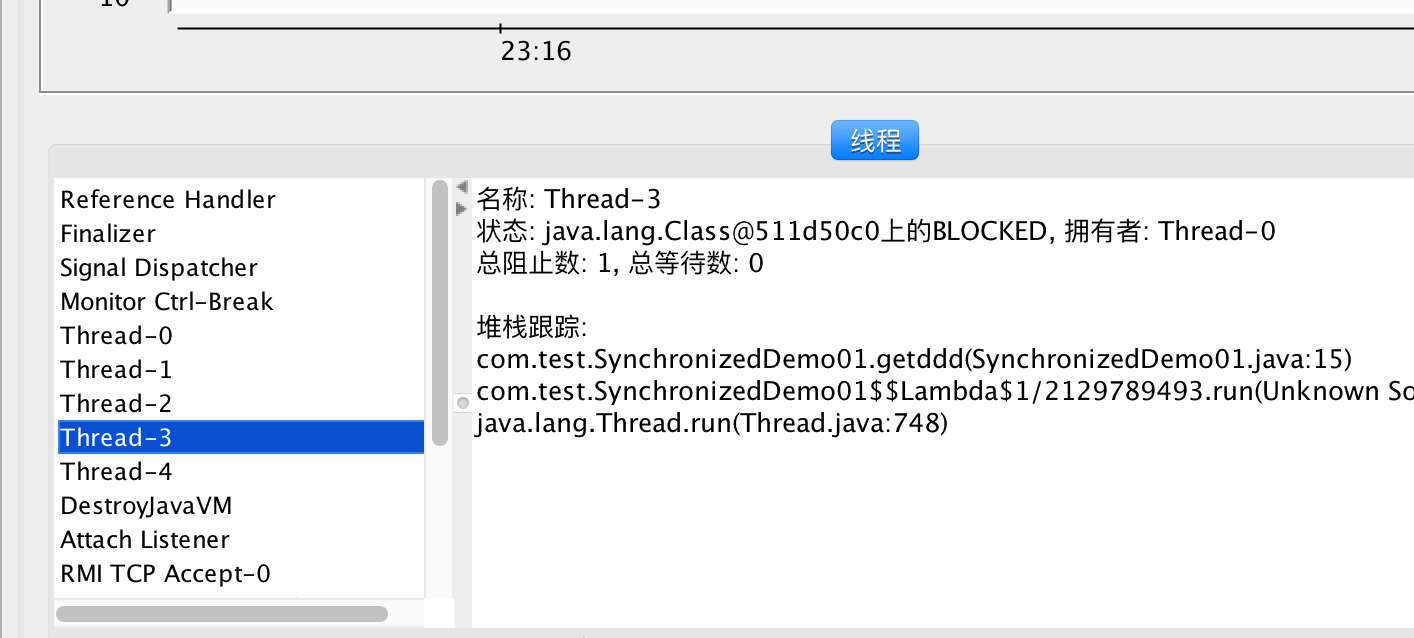 23:16
线程
Reference Handler
Finalizer
Signal Dispatcher
Monitor Ctrl-Break
Thread-0
Thread-1
Thread-2
Thread-3
Thread-4
DestroyJavaVM
Attach Listener
RMI TCP Accept-0
名称: Thread-3
状态: java.lang.Class@511d50c0上的BLOCKED, 拥有者: Thread-0
总阻止数: 1, 总等待数: 0
堆栈跟踪:
com.test.SynchronizedDemo01.getddd(SynchronizedDemo01.java:15)
com.test.SynchronizedDemo01$$Lambda$1/2129789493.run(Unknown So
java.lang.Thread.run(Thread.java:748)